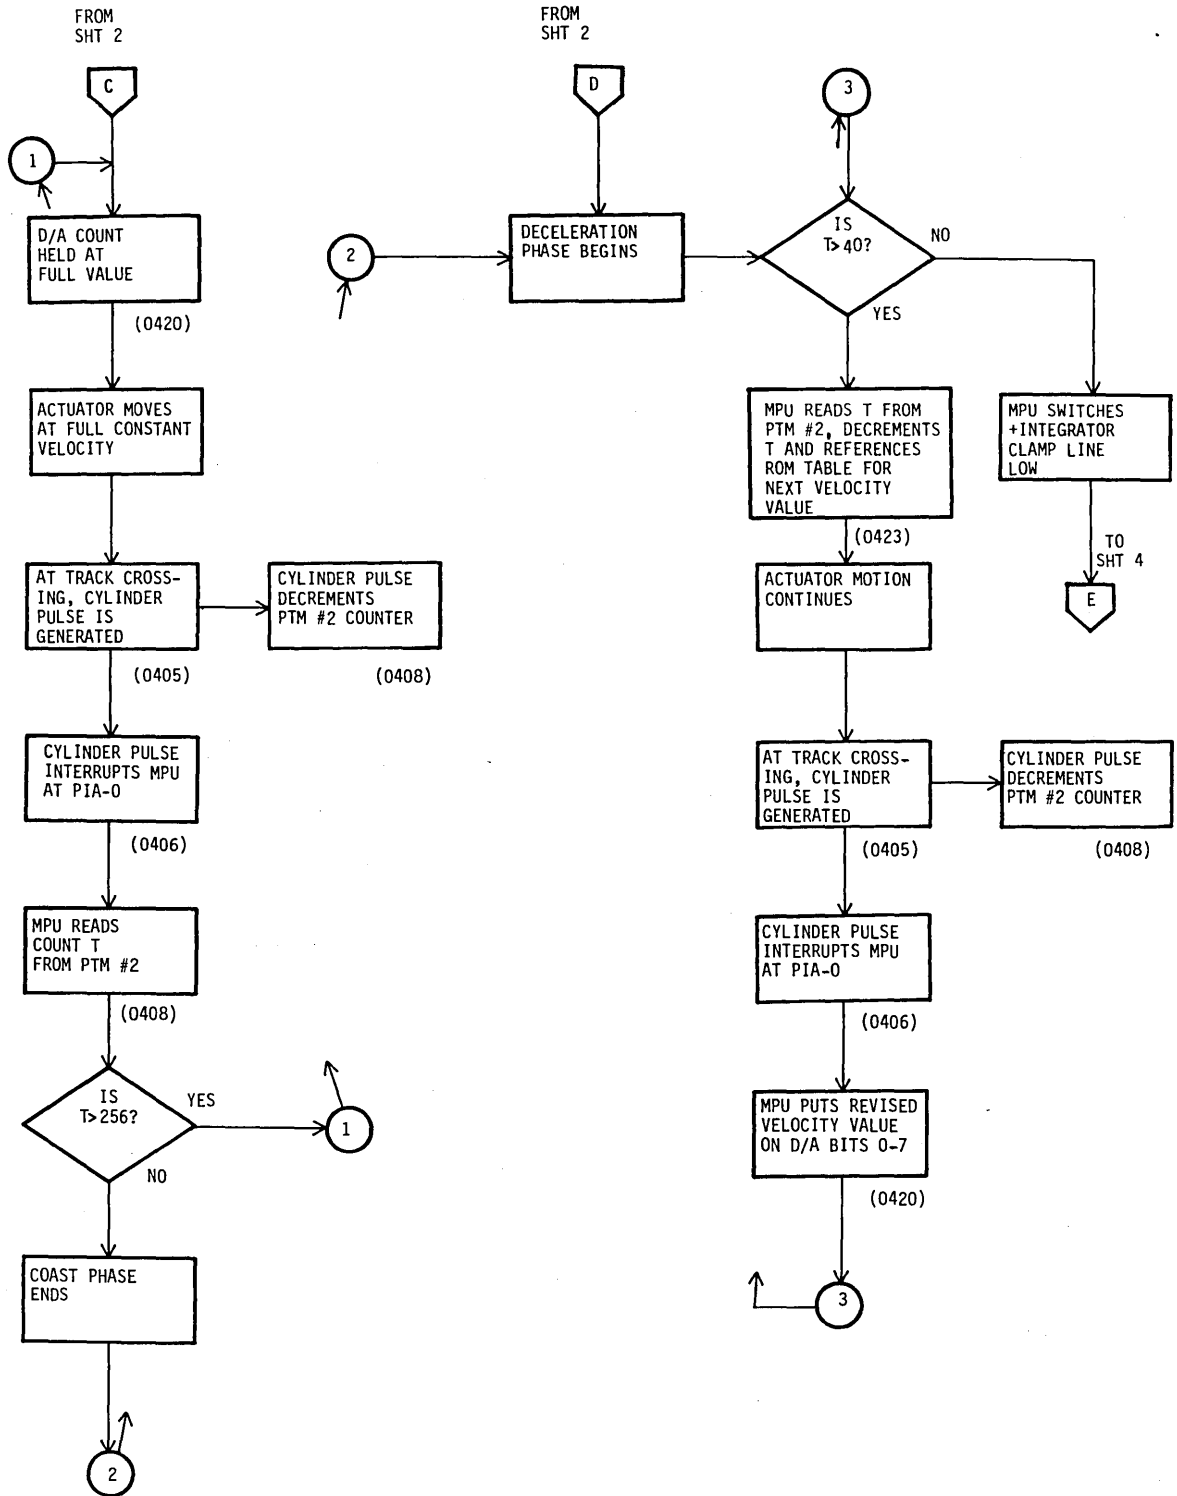 FROM
SHT 2
C
1
D/A COUNT
HELD AT
FULL VALUE
(0420)
ACTUATOR MOVES
AT FULL CONSTANT
VELOCITY
AT TRACK CROSS-
ING, CYLINDER
PULSE IS
GENERATED
(0405)
CYLINDER PULSE
DECREMENTS
PTM #2 COUNTER
(0408)
CYLINDER PULSE
INTERRUPTS MPU
AT PIA-0
(0406)
MPU READS
COUNT T
FROM PTM #2
(0408)
IS
T>256?
YES
1
NO
COAST PHASE
ENDS
2
FROM
SHT 2
D
2
DECELERATION
PHASE BEGINS
3
IS
T>40?
NO
YES
MPU READS T FROM
PTM #2, DECREMENTS
T AND REFERENCES
ROM TABLE FOR
NEXT VELOCITY
VALUE
(0423)
MPU SWITCHES
+INTEGRATOR
CLAMP LINE
LOW
TO
SHT 4
E
ACTUATOR MOTION
CONTINUES
AT TRACK CROSS-
ING, CYLINDER
PULSE IS
GENERATED
(0405)
CYLINDER PULSE
DECREMENTS
PTM #2 COUNTER
(0408)
CYLINDER PULSE
INTERRUPTS MPU
AT PIA-0
(0406)
MPU PUTS REVISED
VELOCITY VALUE
ON D/A BITS 0-7
(0420)
3